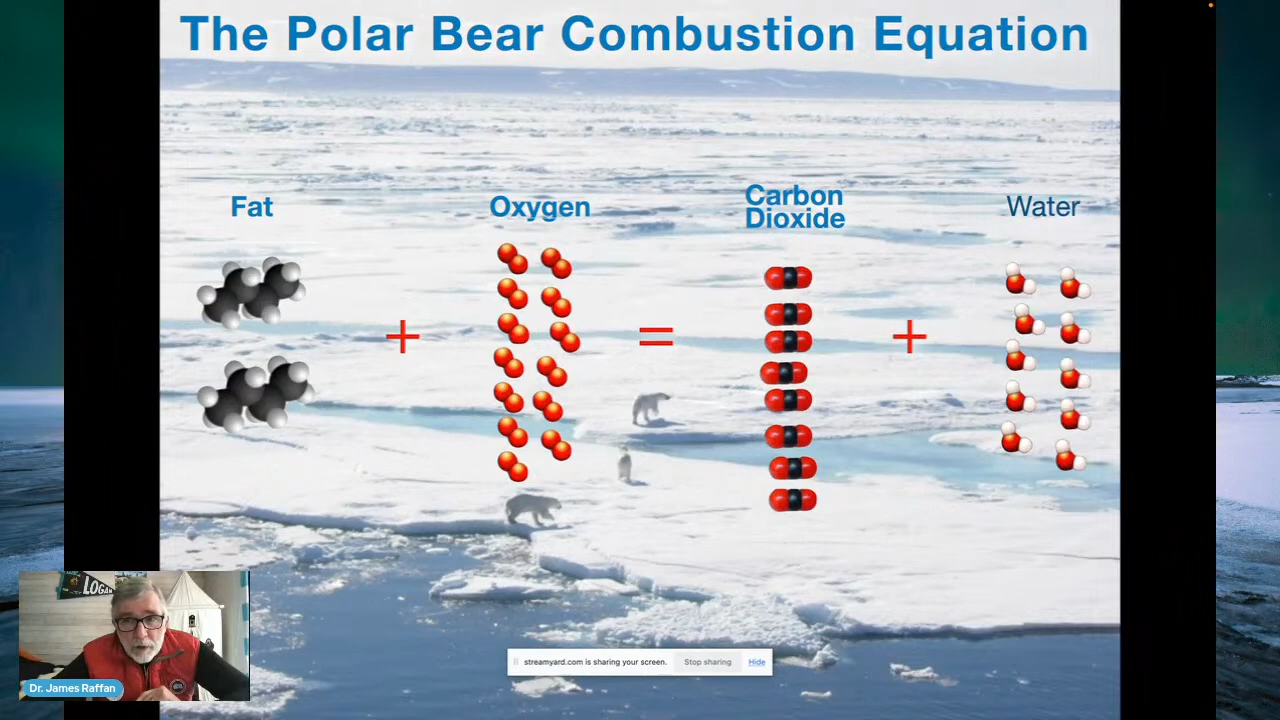 The Polar Bear Combustion Equation
Fat
Oxygen
Carbon
Dioxide
Water
+
=
+
LOGAN
Dr. James Raffan
streamyard.com is sharing your screen.
Stop sharing
Hide